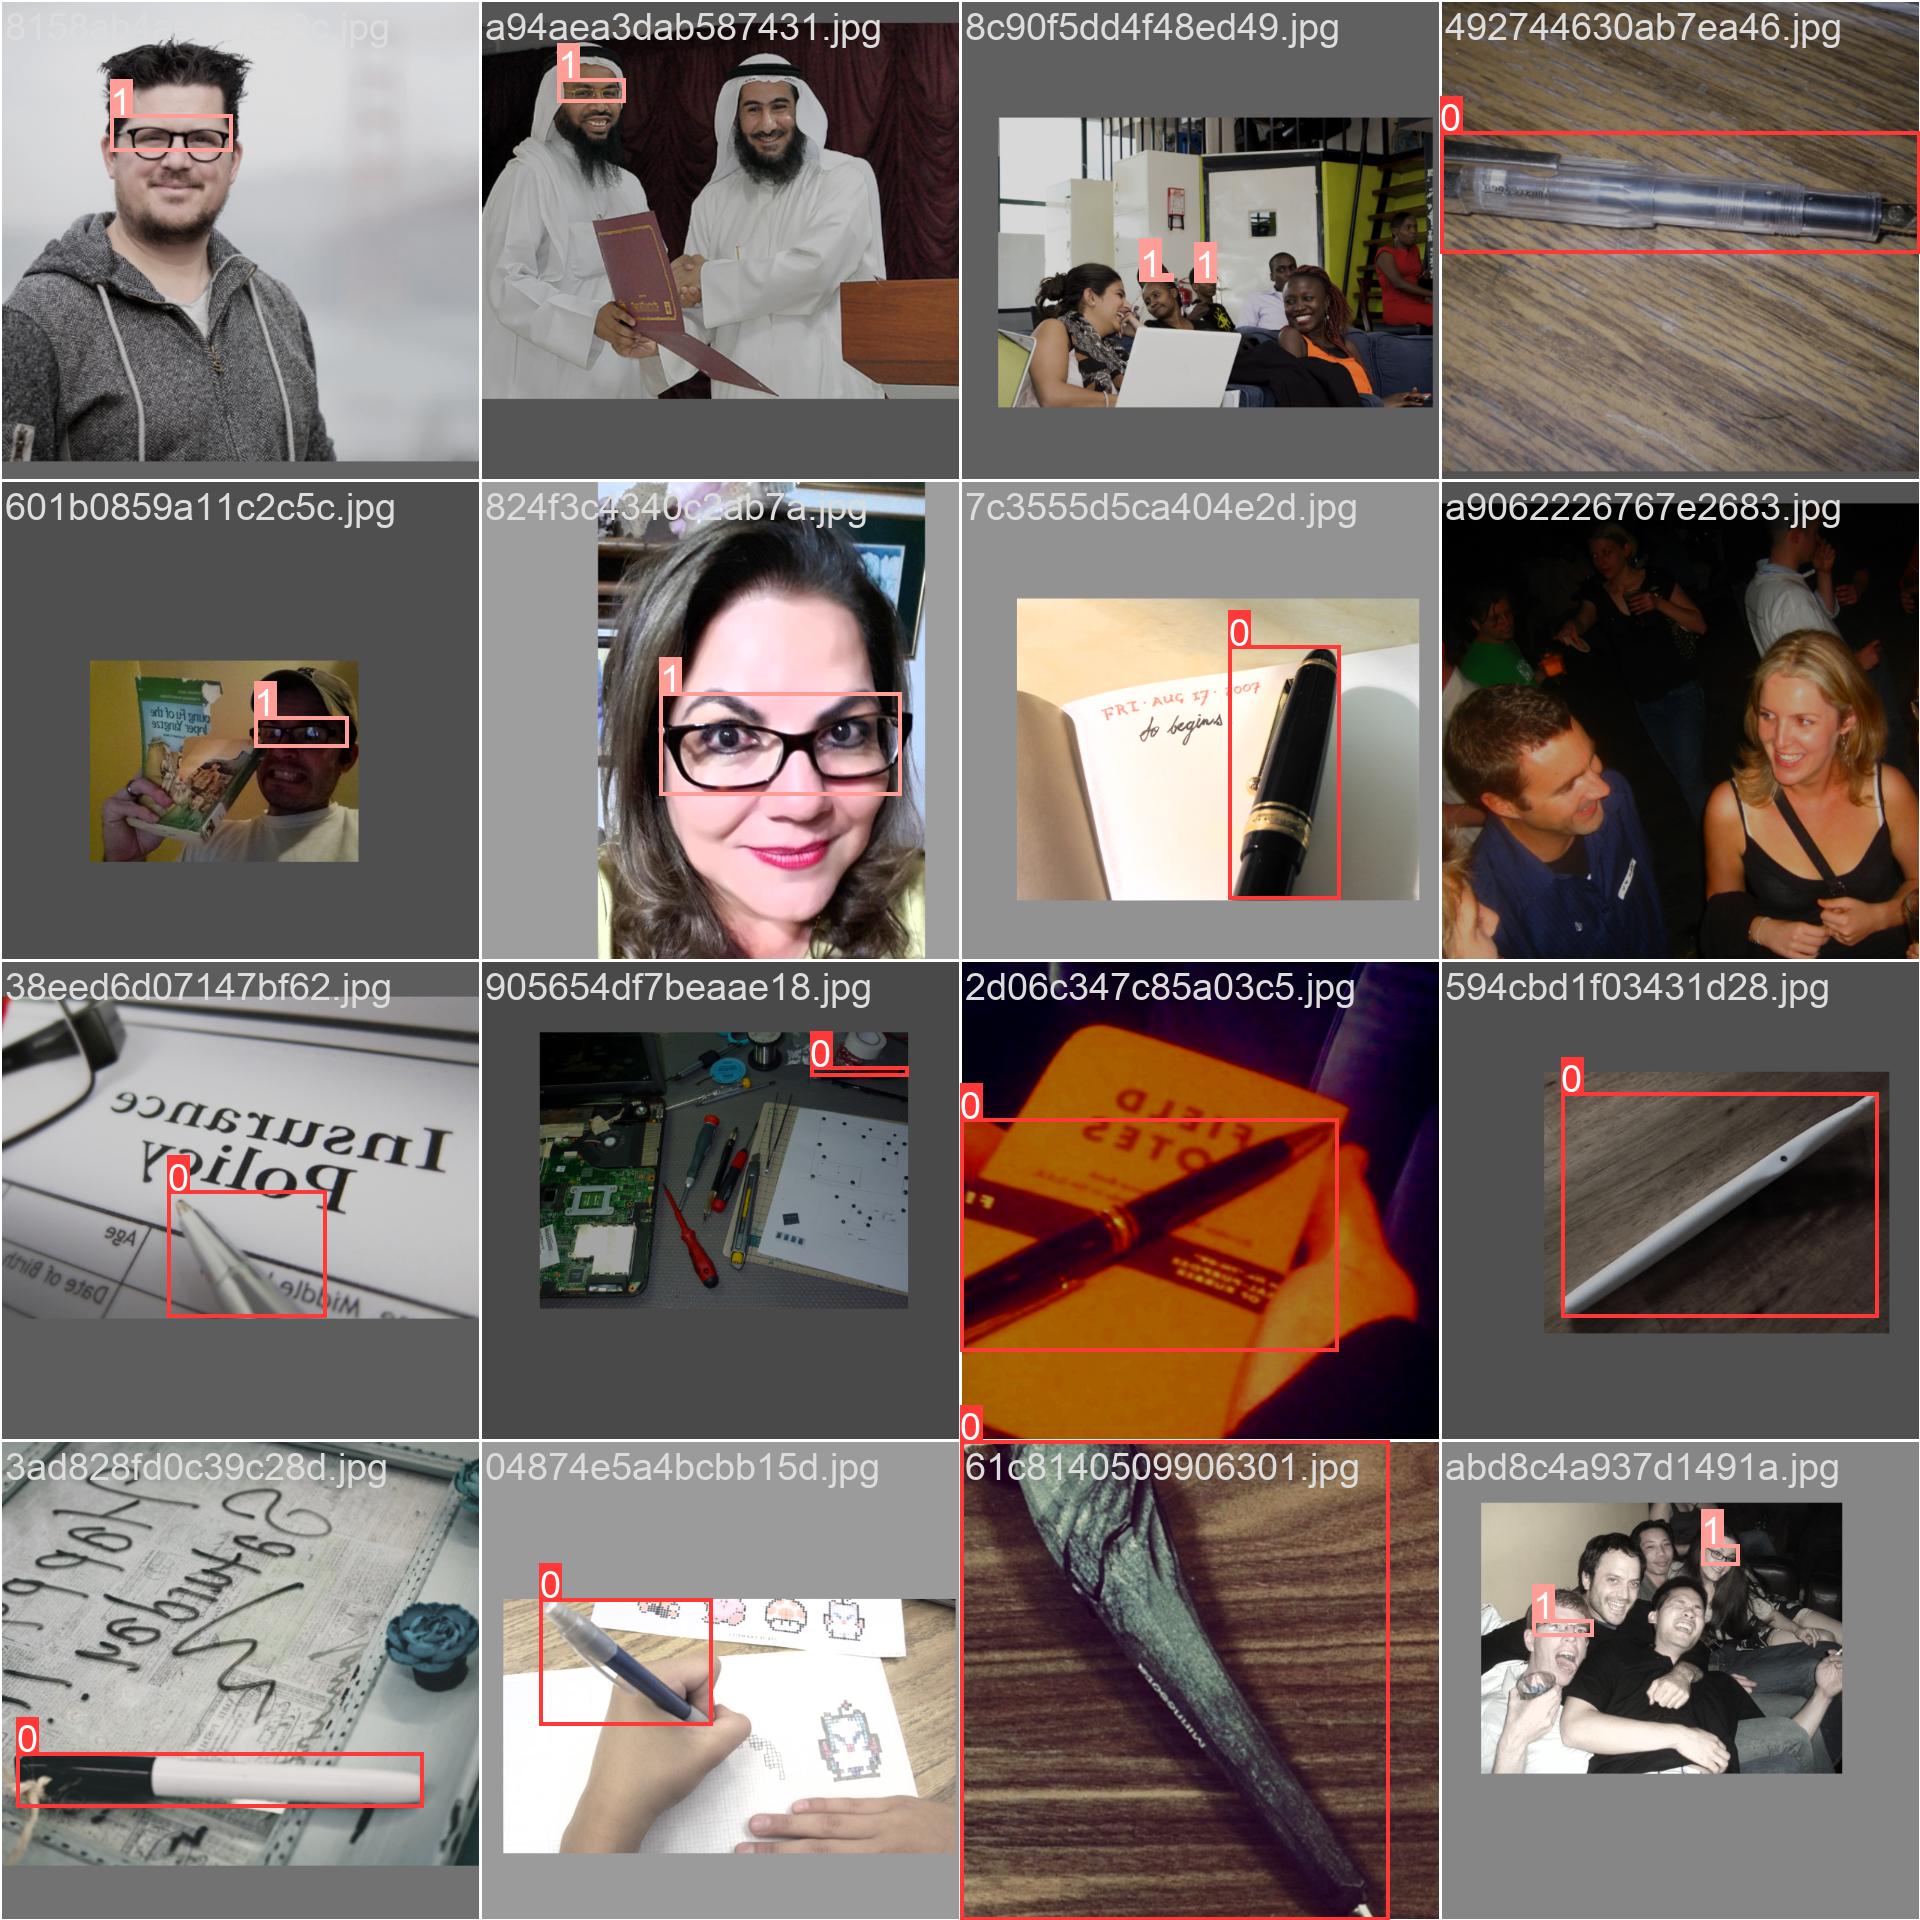 a94aea3dab587431.jpg
8c90f5dd4f48ed49.jpg
492744630ab7ea46.jpg
1
1
1
1
0
601b0859a11c2c5c.jpg
824f3c4340c2ab7a.jpg
7c3555d5ca404e2d.jpg
a9062226767e2683.jpg
1
1
0
FRI. AUG 17. 2007
So begins
38eed6d07147bf62.jpg
905654df7beaae18.jpg
2d06c347c85a03c5.jpg
594cbd1f03431d28.jpg
0
0
0
0
Insurance
Policy
Age
Middle
Date of Birth
FIELD
NOTES
3ad828fd0c39c28d.jpg
04874e5a4bcbb15d.jpg
0
61c8140509906301.jpg
abd8c4a937d1491a.jpg
0
0
1
1
Minnesota